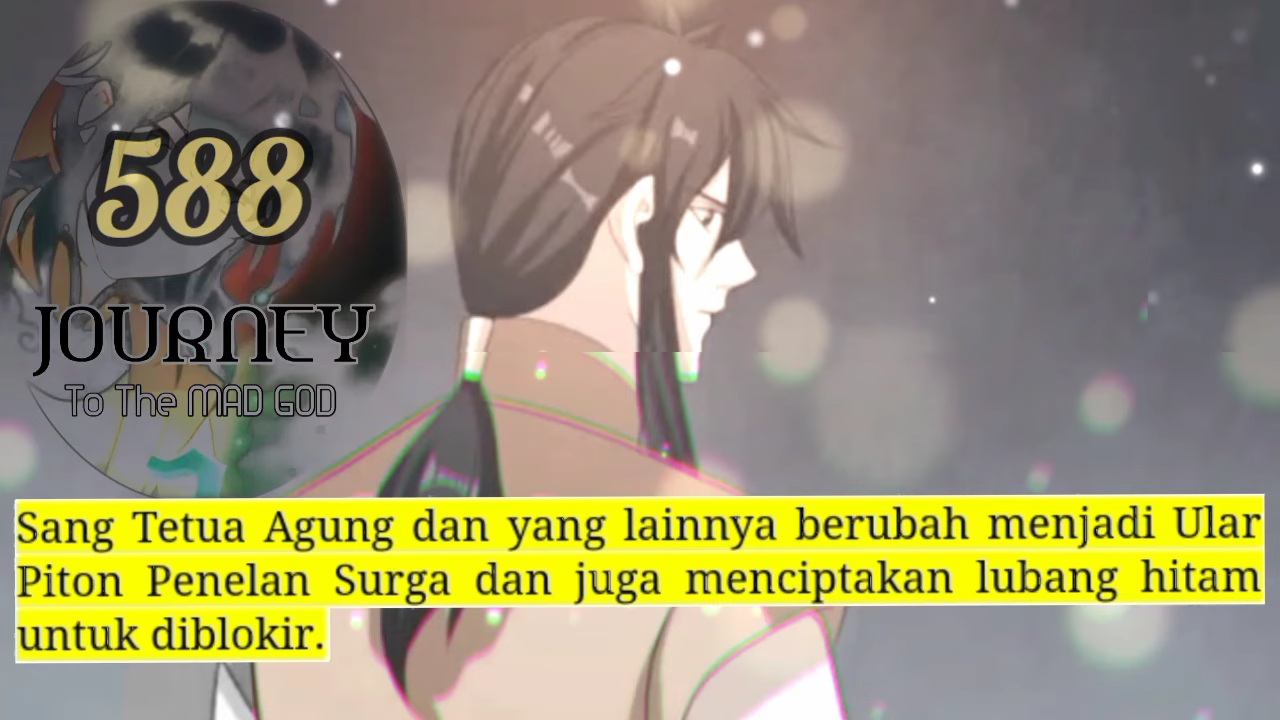 588
JOURNEY
To The MAD GOD
Sang Tetua Agung dan yang lainnya berubah menjadi Ular
Piton Penelan Surga dan juga menciptakan lubang hitam
untuk diblokir.